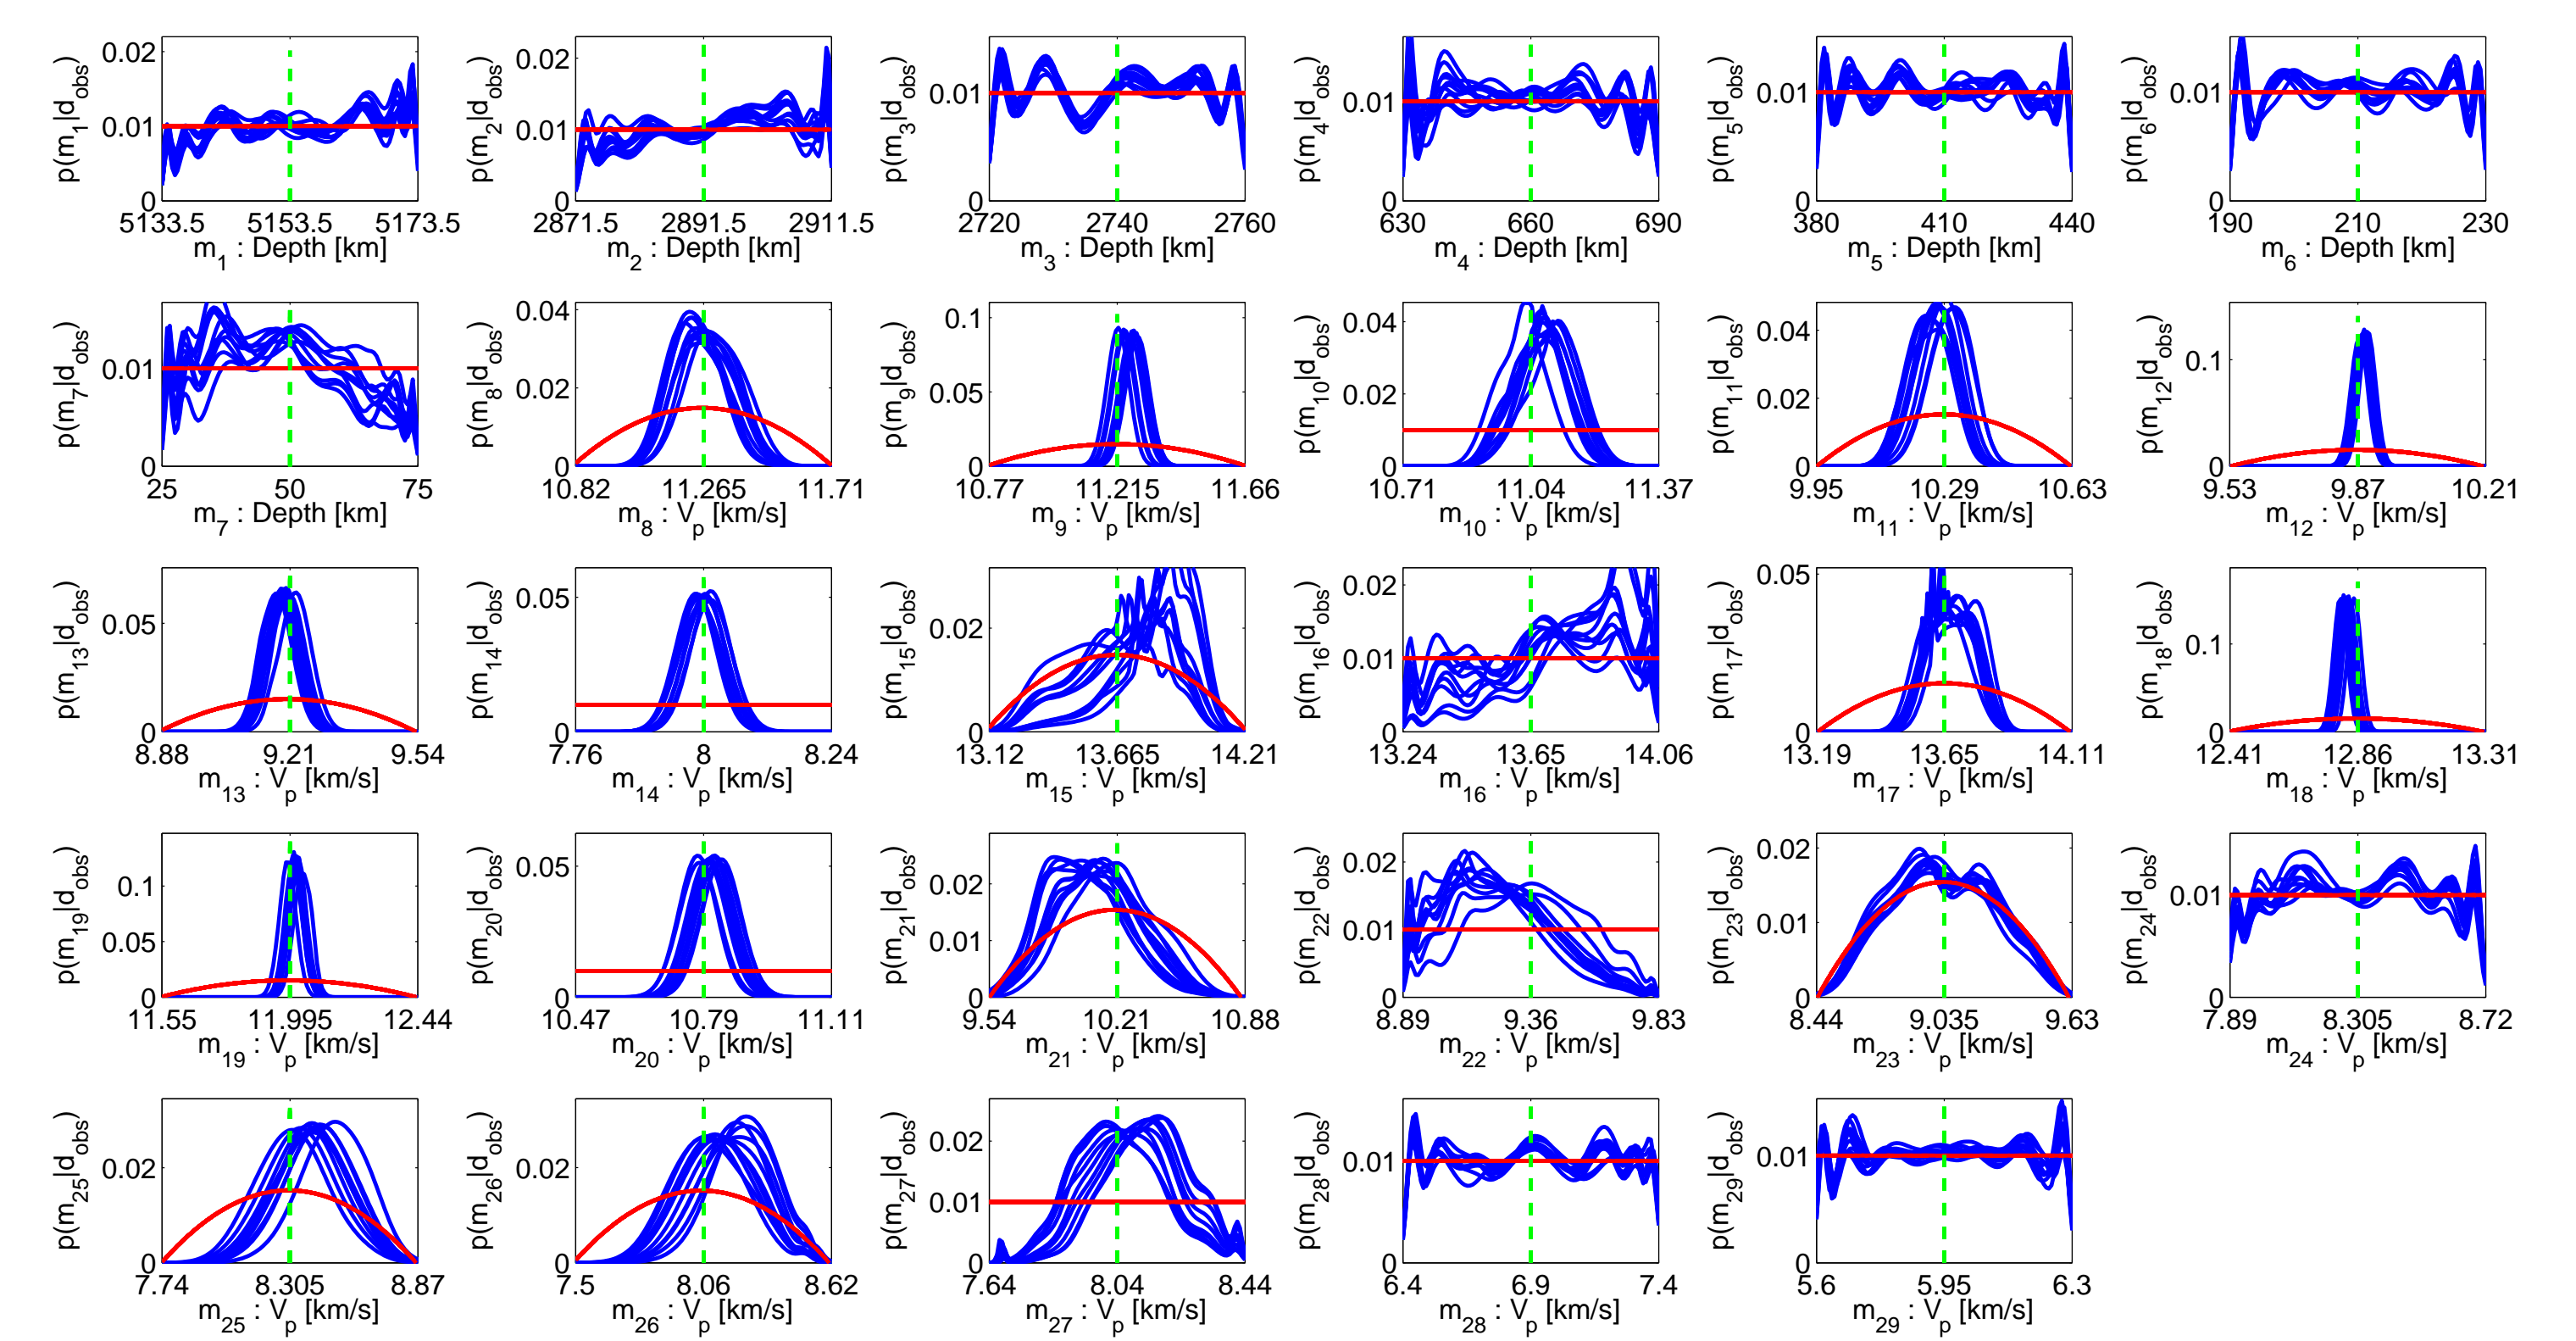 p(m1|dobs) 0.02 0.01 0 5133.5 5153.5 5173.5 m1 : Depth [km]
p(m2|dobs) 0.02 0.01 0 2871.5 2891.5 2911.5 m2 : Depth [km]
p(m3|dobs) 0.01 0 2720 2740 2760 m3 : Depth [km]
p(m4|dobs) 0.01 0 630 660 690 m4 : Depth [km]
p(m5|dobs) 0.01 0 380 410 440 m5 : Depth [km]
p(m6|dobs) 0.01 0 190 210 230 m6 : Depth [km]
p(m7|dobs) 0.01 0 25 50 75 m7 : Depth [km]
p(m8|dobs) 0.04 0.02 0 10.82 11.265 11.71 m8 : Vp [km/s]
p(m9|dobs) 0.1 0.05 0 10.77 11.215 11.66 m9 : Vp [km/s]
p(m10|dobs) 0.04 0.02 0 10.71 11.04 11.37 m10 : Vp [km/s]
p(m11|dobs) 0.04 0.02 0 9.95 10.29 10.63 m11 : Vp [km/s]
p(m12|dobs) 0.1 0 9.53 9.87 10.21 m12 : Vp [km/s]
p(m13|dobs) 0.05 0 8.88 9.21 9.54 m13 : Vp [km/s]
p(m14|dobs) 0.05 0 7.76 8 8.24 m14 : Vp [km/s]
p(m15|dobs) 0.02 0 13.12 13.665 14.21 m15 : Vp [km/s]
p(m16|dobs) 0.02 0.01 0 13.24 13.65 14.06 m16 : Vp [km/s]
p(m17|dobs) 0.05 0 13.19 13.65 14.11 m17 : Vp [km/s]
p(m18|dobs) 0.1 0 12.41 12.86 13.31 m18 : Vp [km/s]
p(m19|dobs) 0.1 0.05 0 11.55 11.995 12.44 m19 : Vp [km/s]
p(m20|dobs) 0.05 0 10.47 10.79 11.11 m20 : Vp [km/s]
p(m21|dobs) 0.02 0.01 0 9.54 10.21 10.88 m21 : Vp [km/s]
p(m22|dobs) 0.02 0.01 0 8.89 9.36 9.83 m22 : Vp [km/s]
p(m23|dobs) 0.02 0.01 0 8.44 9.035 9.63 m23 : Vp [km/s]
p(m24|dobs) 0.01 0 7.89 8.305 8.72 m24 : Vp [km/s]
p(m25|dobs) 0.02 0 7.74 8.305 8.87 m25 : Vp [km/s]
p(m26|dobs) 0.02 0 7.5 8.06 8.62 m26 : Vp [km/s]
p(m27|dobs) 0.02 0.01 0 7.64 8.04 8.44 m27 : Vp [km/s]
p(m28|dobs) 0.01 0 6.4 6.9 7.4 m28 : Vp [km/s]
p(m29|dobs) 0.01 0 5.6 5.95 6.3 m29 : Vp [km/s]